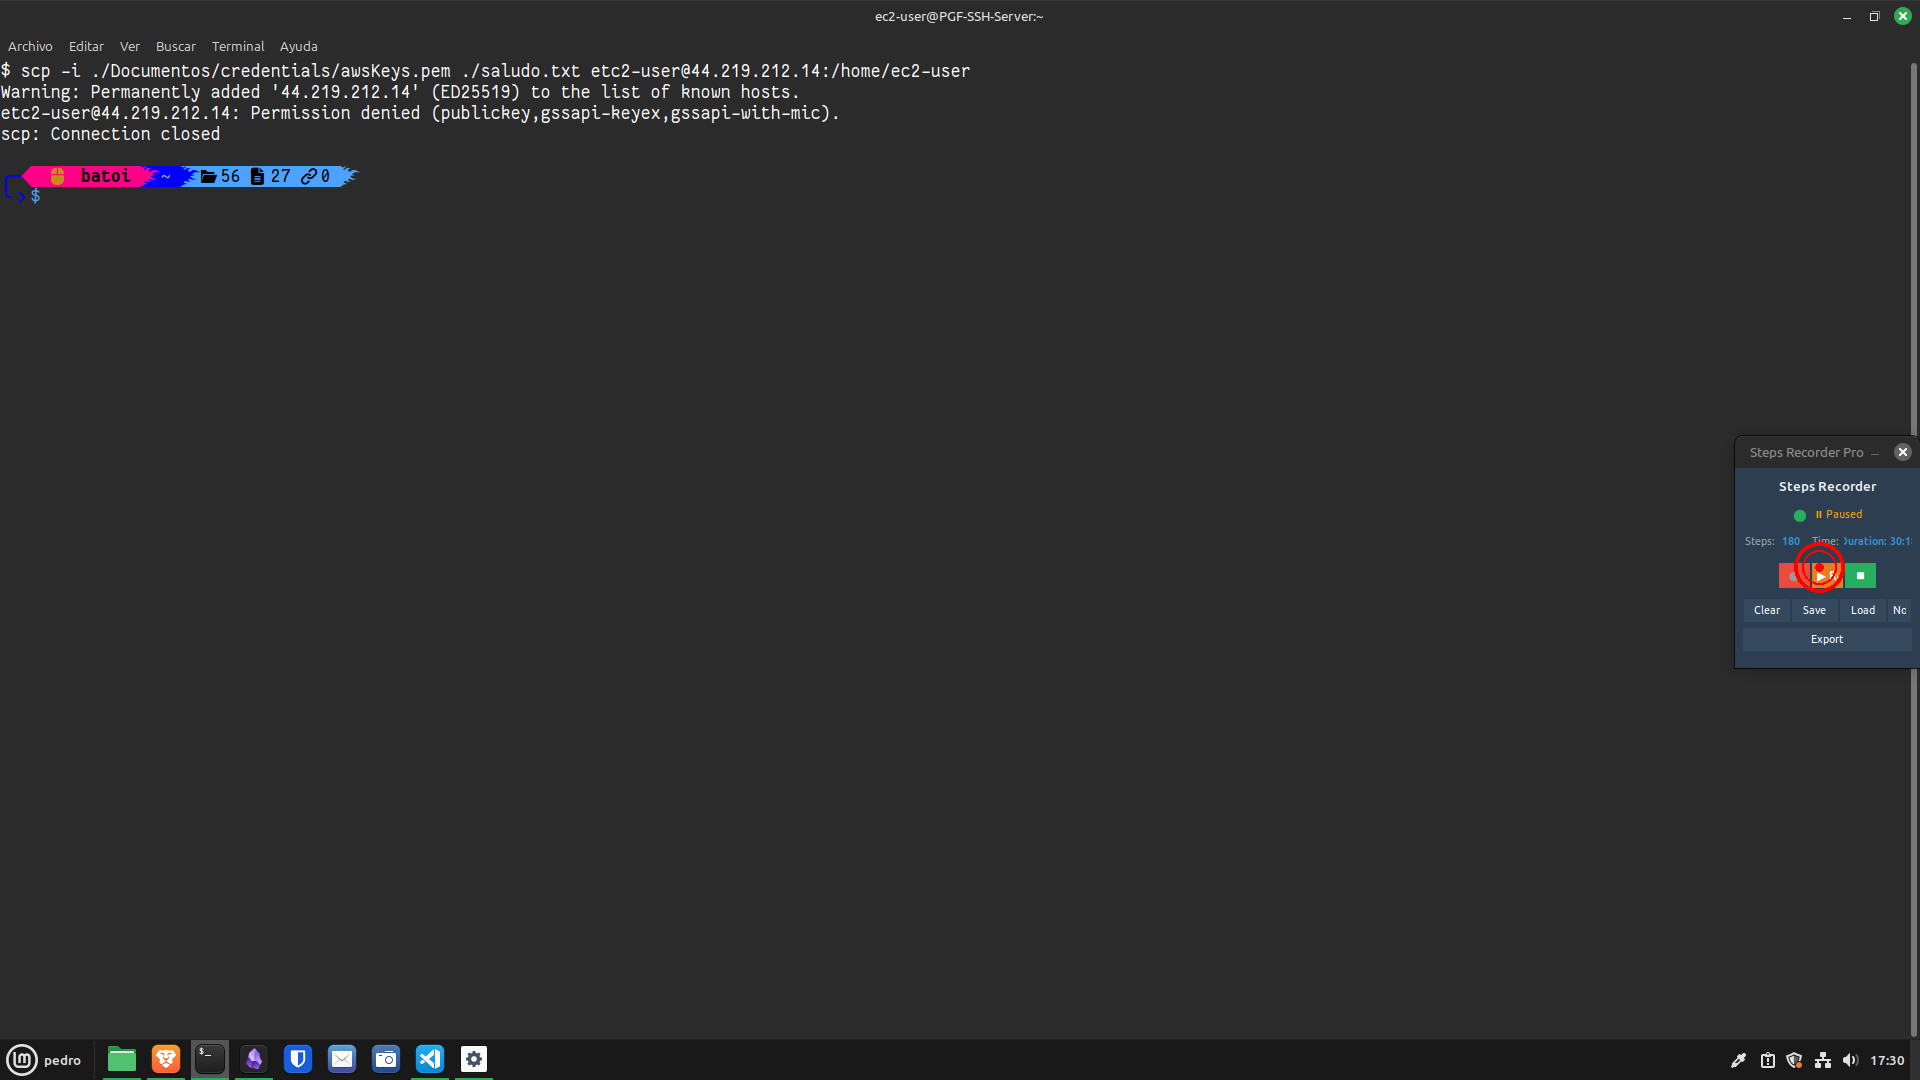 ec2-user@PGF-SSH-Server:~
Archivo Editar Ver Buscar Terminal Ayuda
$ scp -i ./Documentos/credentials/awsKeys.pem ./saludo.txt etc2-user@44.219.212.14:/home/ec2-user
Warning: Permanently added '44.219.212.14' (ED25519) to the list of known hosts.
etc2-user@44.219.212.14: Permission denied (publickey,gssapi-keyex,gssapi-with-mic).
scp: Connection closed
batoi ~ 56 27 0
$
Steps Recorder Pro
Steps Recorder
Paused
Steps: 180 Time: Duration: 30:1
Clear Save Load No
Export
pedro
17:30